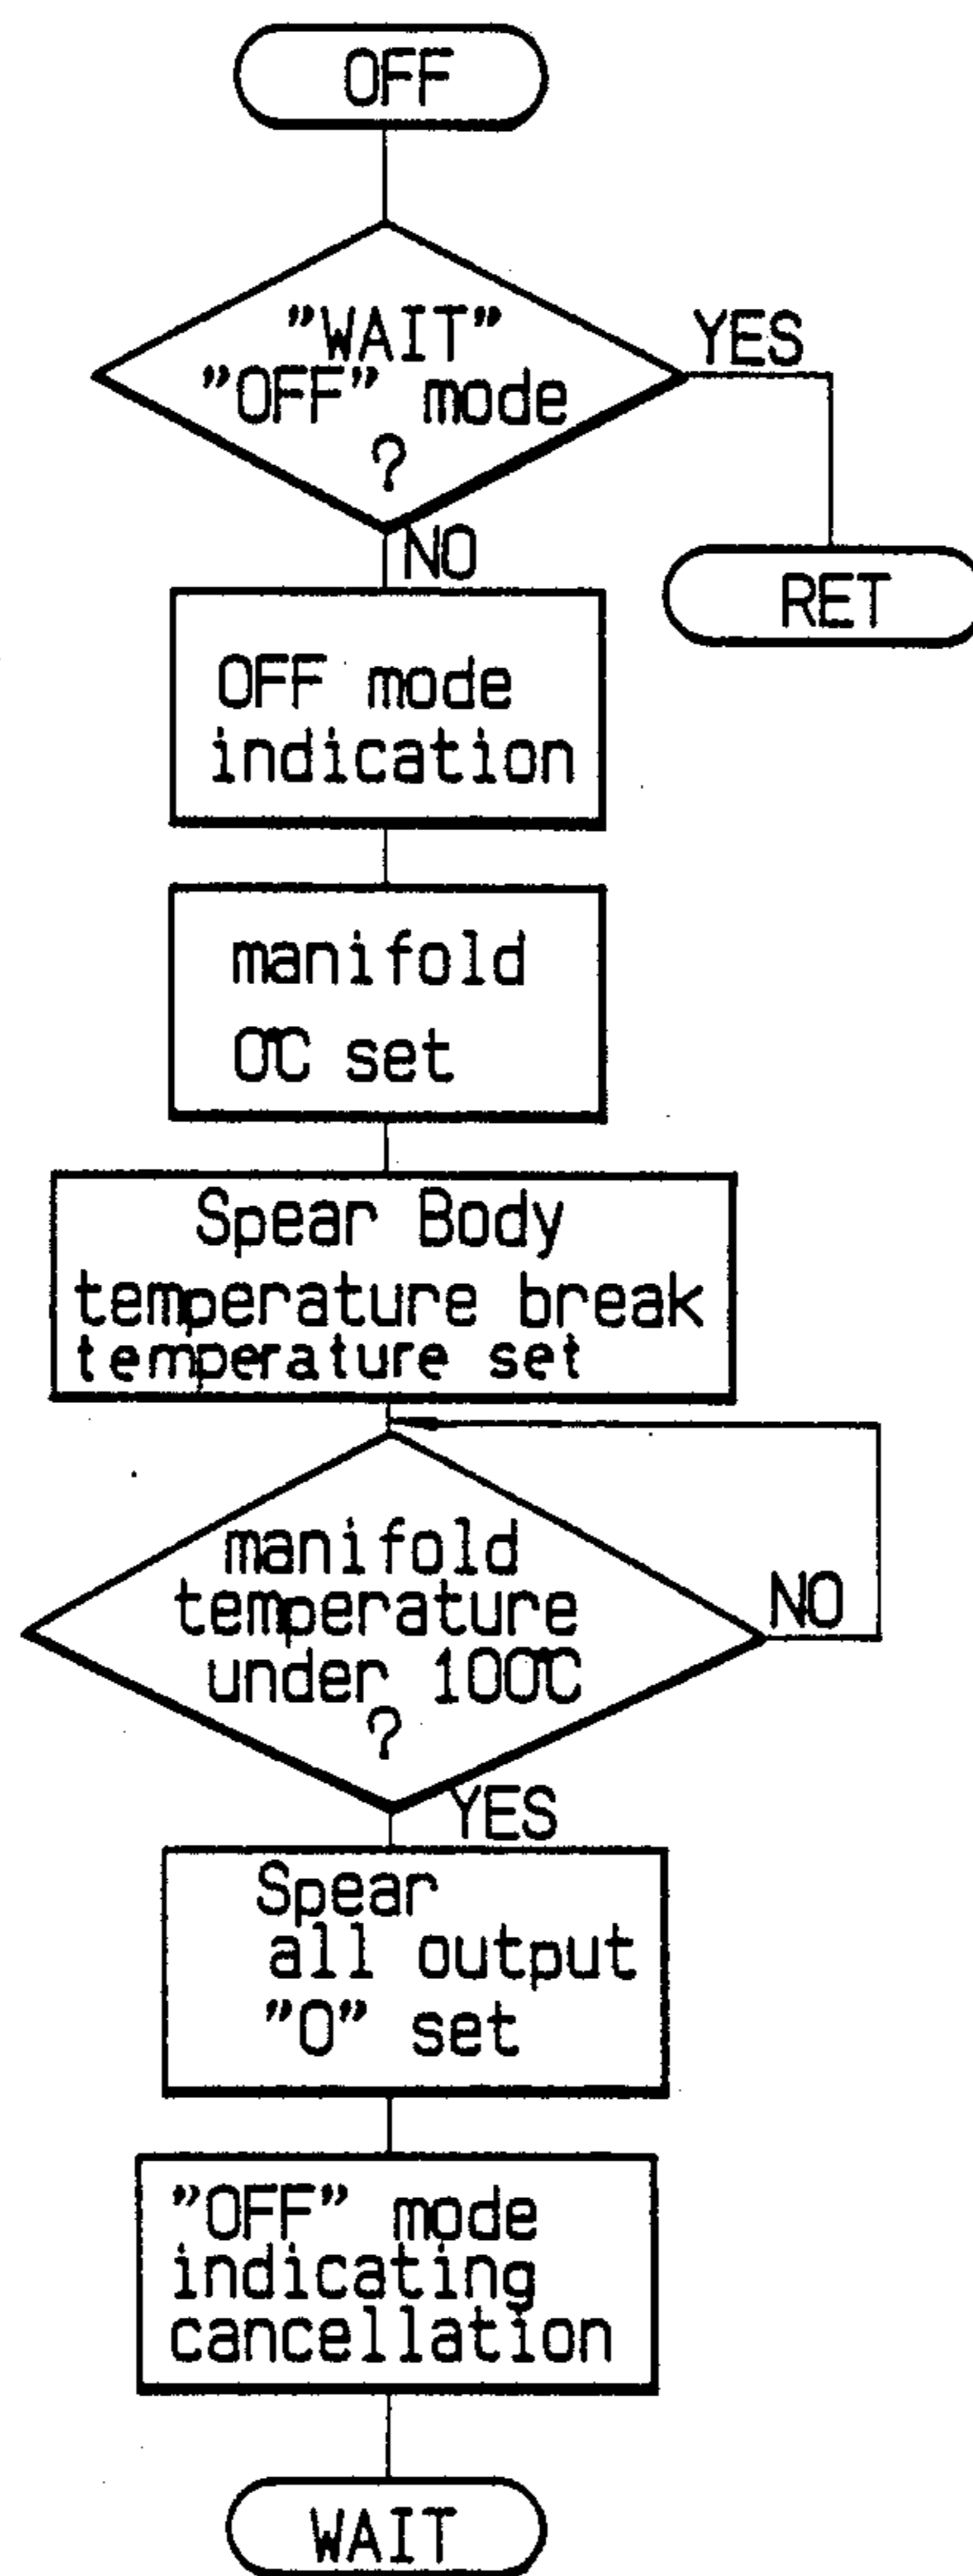 OFF
"WAIT"
"OFF" mode
?
YES
NO
RET
OFF mode
indication
manifold
0℃ set
Spear Body
temperature break
temperature set
manifold
temperature
under 100℃
?
NO
YES
Spear
all output
"0" set
"OFF" mode
indicating
cancellation
WAIT